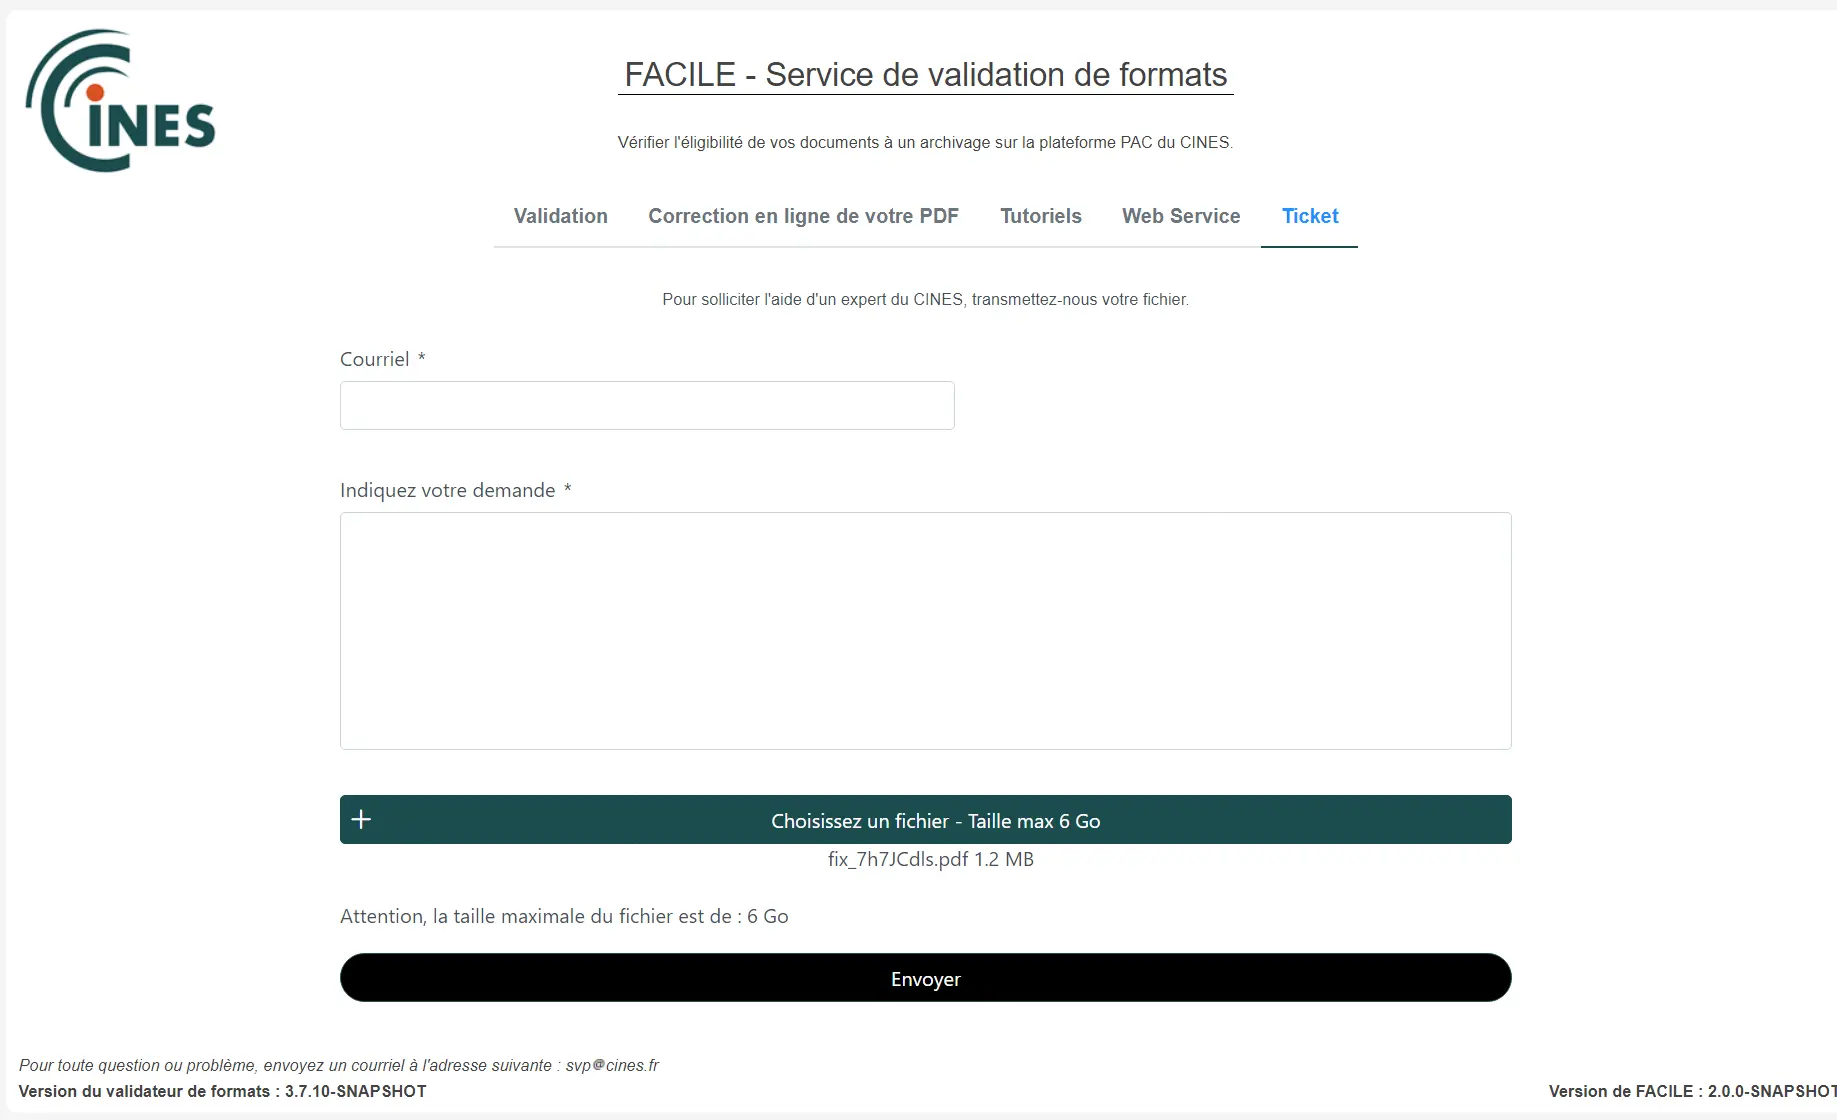 CINES
FACILE - Service de validation de formats
Vérifier l'éligibilité de vos documents à un archivage sur la plateforme PAC du CINES.
Validation Correction en ligne de votre PDF Tutoriels Web Service Ticket
Pour solliciter l'aide d'un expert du CINES, transmettez-nous votre fichier.
Courriel *
Indiquez votre demande *
+ Choisissez un fichier - Taille max 6 Go
fix_7h7JCdls.pdf 1.2 MB
Attention, la taille maximale du fichier est de : 6 Go
Envoyer
Pour toute question ou problème, envoyez un courriel à l'adresse suivante : svp@cines.fr
Version du validateur de formats : 3.7.10-SNAPSHOT
Version de FACILE : 2.0.0-SNAPSHOT